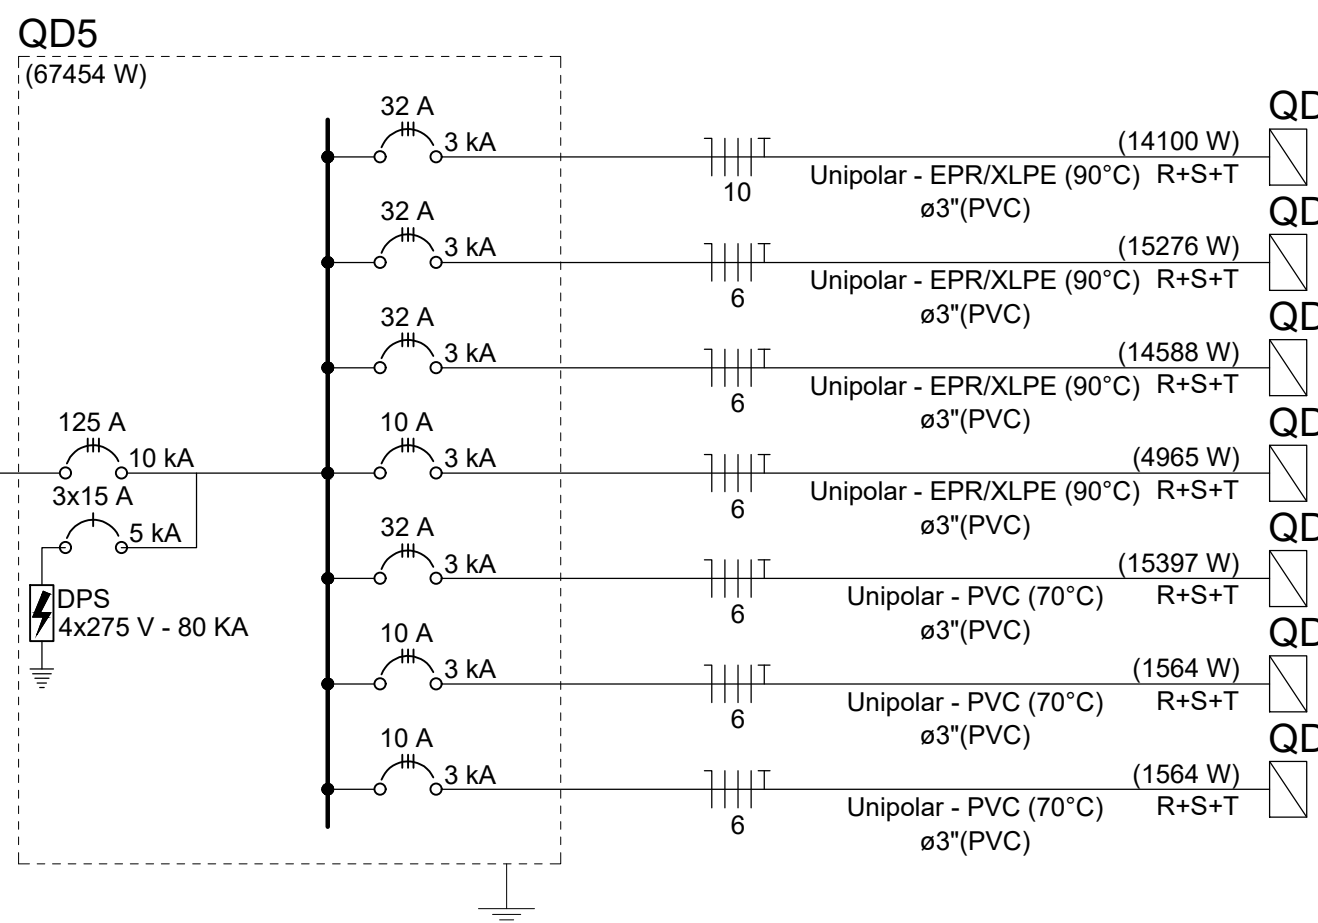 QD5
(67454 W)
32 A
3 kA
10
(14100 W)
Unipolar - EPR/XLPE (90°C) R+S+T
ø3"(PVC)
QD
32 A
3 kA
6
(15276 W)
Unipolar - EPR/XLPE (90°C) R+S+T
ø3"(PVC)
QD
32 A
3 kA
6
(14588 W)
Unipolar - EPR/XLPE (90°C) R+S+T
ø3"(PVC)
QD
125 A
10 kA
3x15 A
5 kA
DPS
4x275 V - 80 KA
10 A
3 kA
6
(4965 W)
Unipolar - EPR/XLPE (90°C) R+S+T
ø3"(PVC)
QD
32 A
3 kA
6
(15397 W)
Unipolar - PVC (70°C) R+S+T
ø3"(PVC)
QD
10 A
3 kA
6
(1564 W)
Unipolar - PVC (70°C) R+S+T
ø3"(PVC)
QD
10 A
3 kA
6
(1564 W)
Unipolar - PVC (70°C) R+S+T
ø3"(PVC)
QD